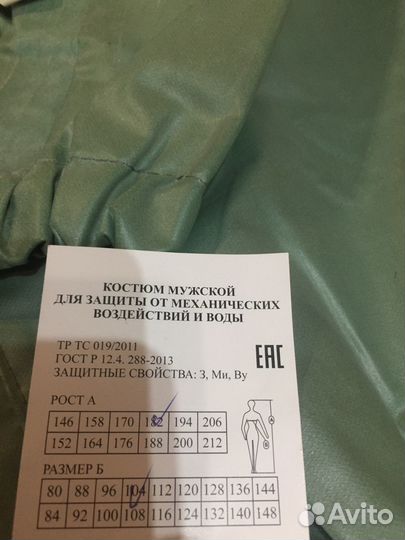 КОСТЮМ МУЖСКОЙ
ДЛЯ ЗАЩИТЫ ОТ МЕХАНИЧЕСКИХ
ВОЗДЕЙСТВИЙ И ВОДЫ
ТР ТС 019/2011
ГОСТ Р 12.4. 288-2013
ЗАЩИТНЫЕ СВОЙСТВА: З, Ми, Ву
EAC
РОСТ А
146 158 170 182 194 206
152 164 176 188 200 212
А
Б
РАЗМЕР Б
80 88 96 104 112 120 128 136 144
84 92 100 108 116 124 132 140 148
Avito